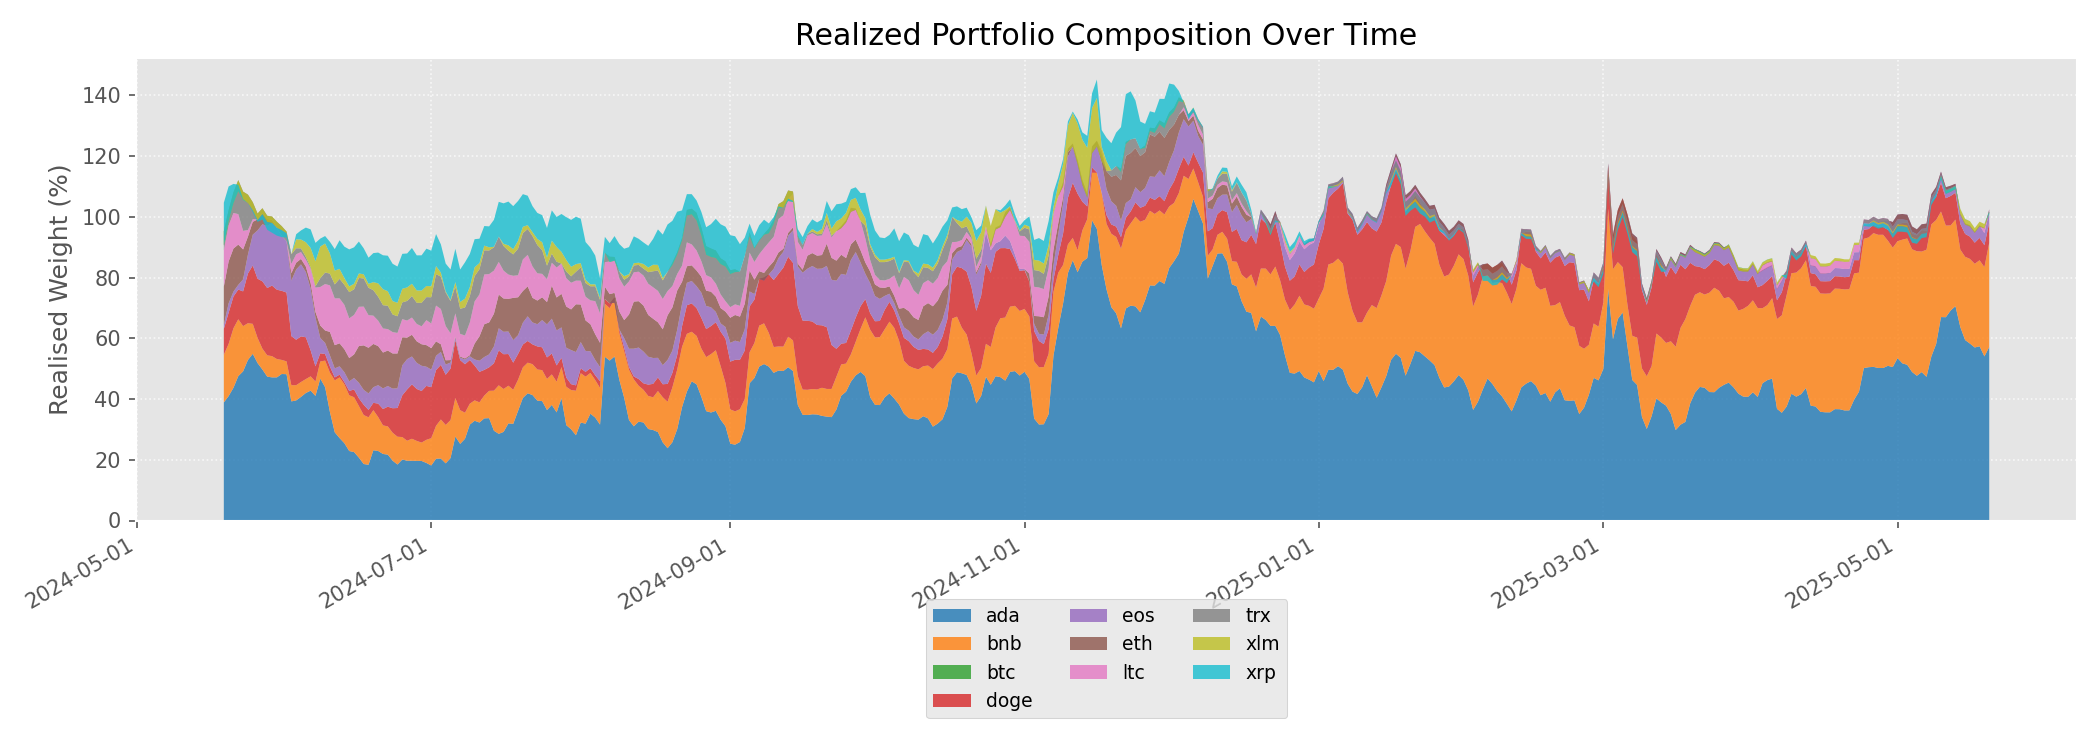 Realized Portfolio Composition Over Time
Realised Weight (%)
140
120
100
80
60
40
20
0
2024-05-01
2024-07-01
2024-09-01
2024-11-01
2025-01-01
2025-03-01
2025-05-01
ada
bnb
btc
doge
eos
eth
ltc
trx
xlm
xrp